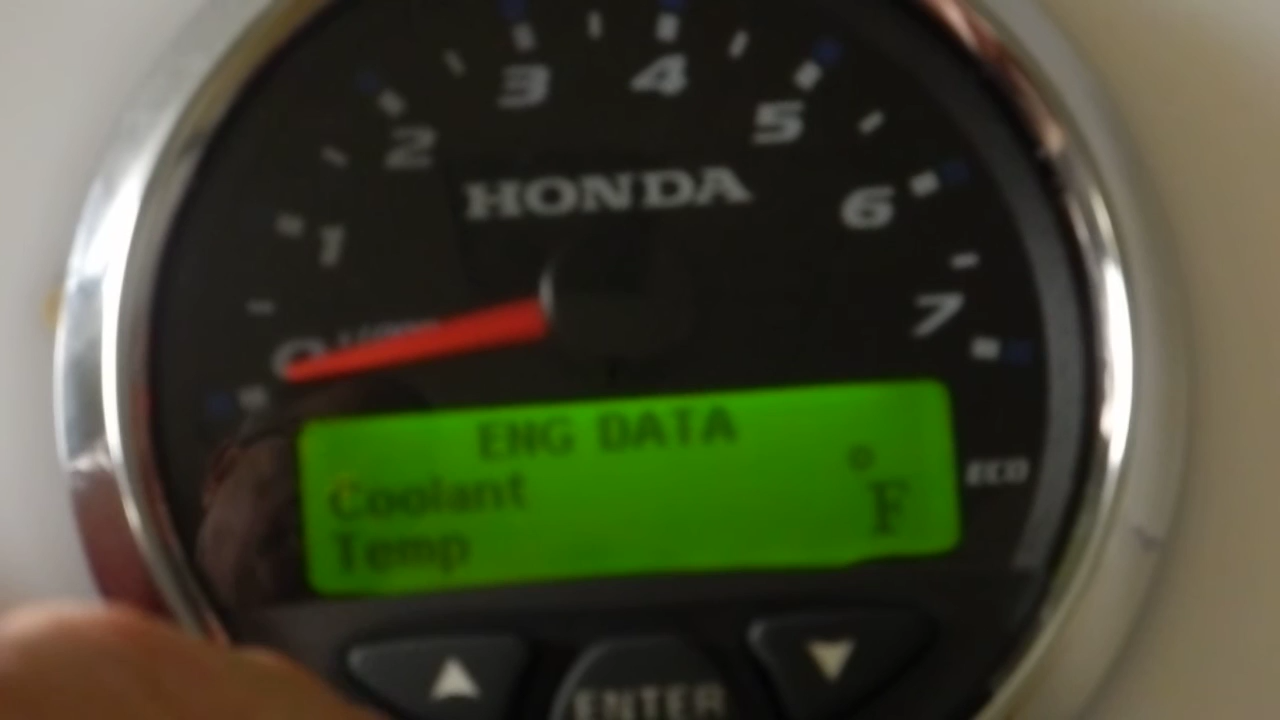 3 4
2 5
HONDA
1 6
7
0
ENG DATA
Coolant °
Temp F
ECO
ENTER